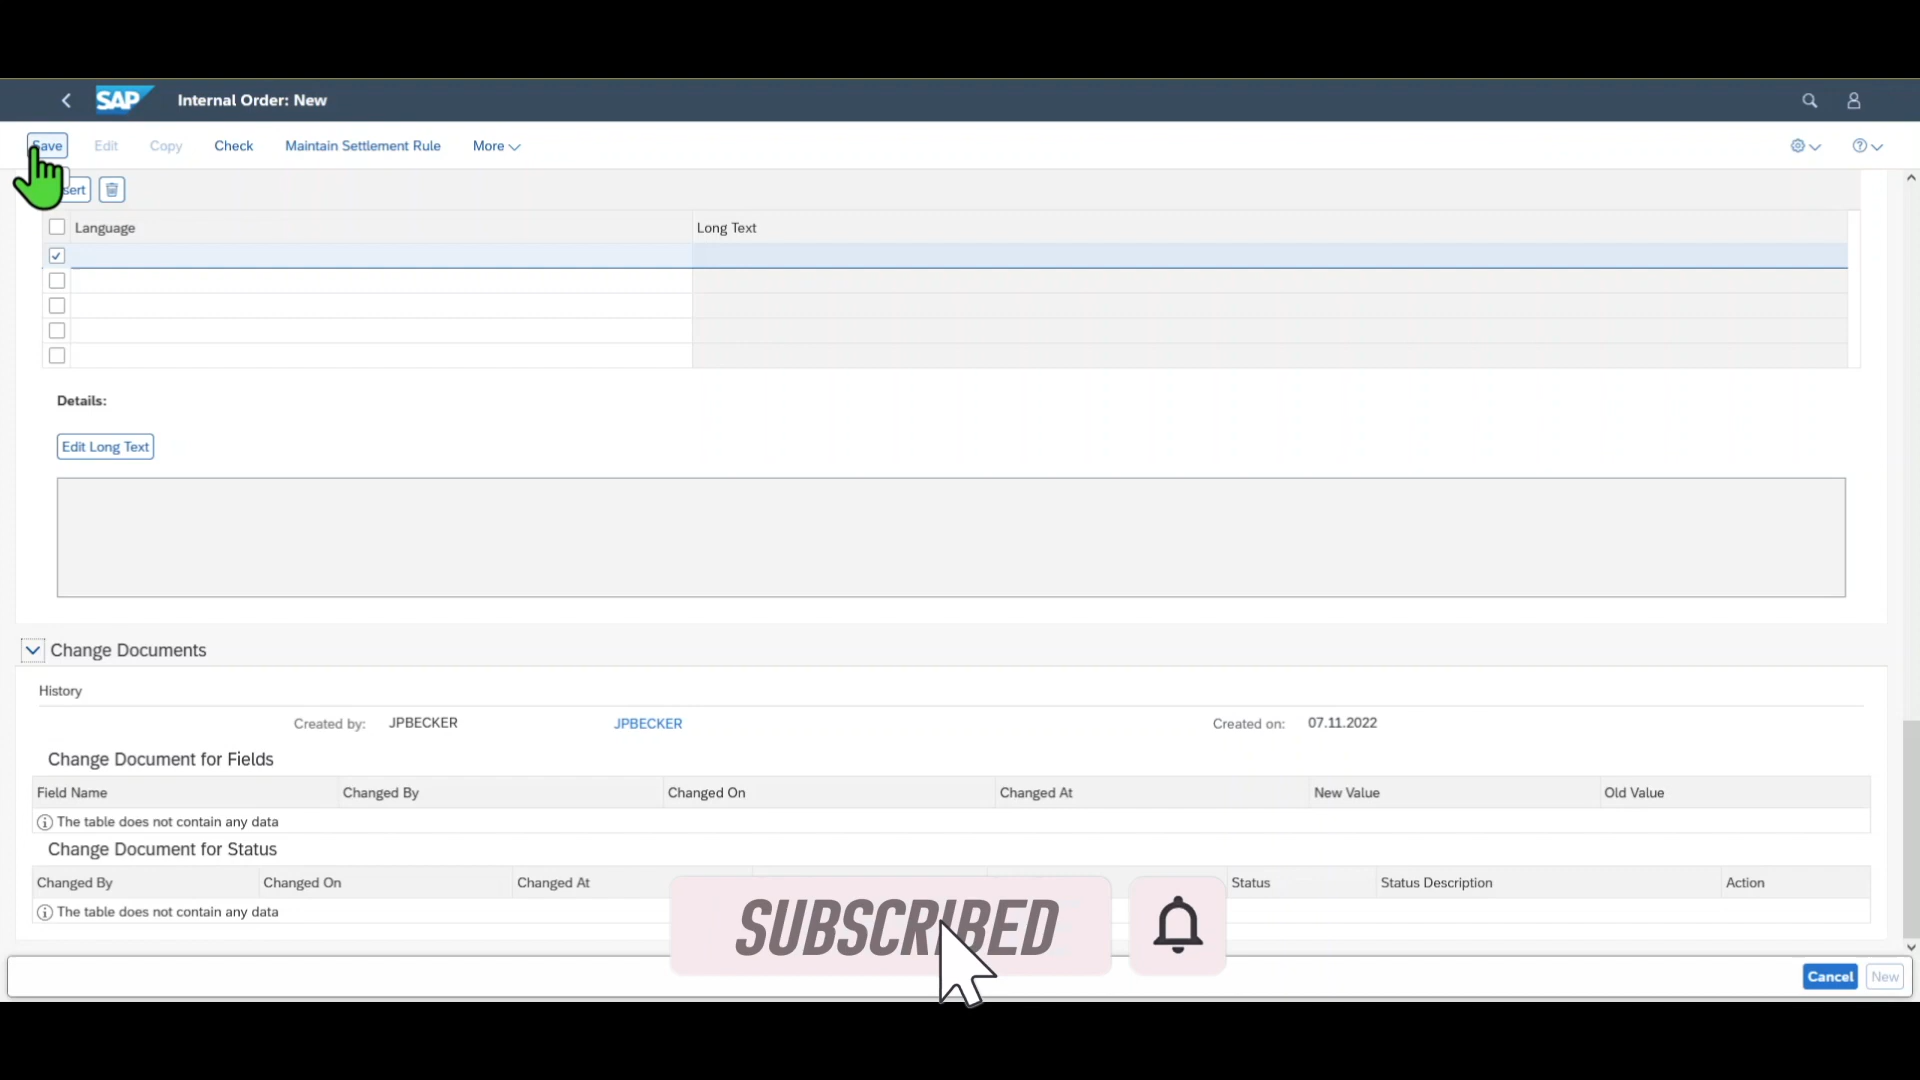 SAP Internal Order: New
Save Edit Copy Check Maintain Settlement Rule More
Language Long Text
Details:
Edit Long Text
Change Documents
History
Created by: JPBECKER JPBECKER Created on: 07.11.2022
Change Document for Fields
Field Name Changed By Changed On Changed At New Value Old Value
The table does not contain any data
Change Document for Status
Changed By Changed On Changed At Status Status Description Action
The table does not contain any data
SUBSCRIBED
Cancel New